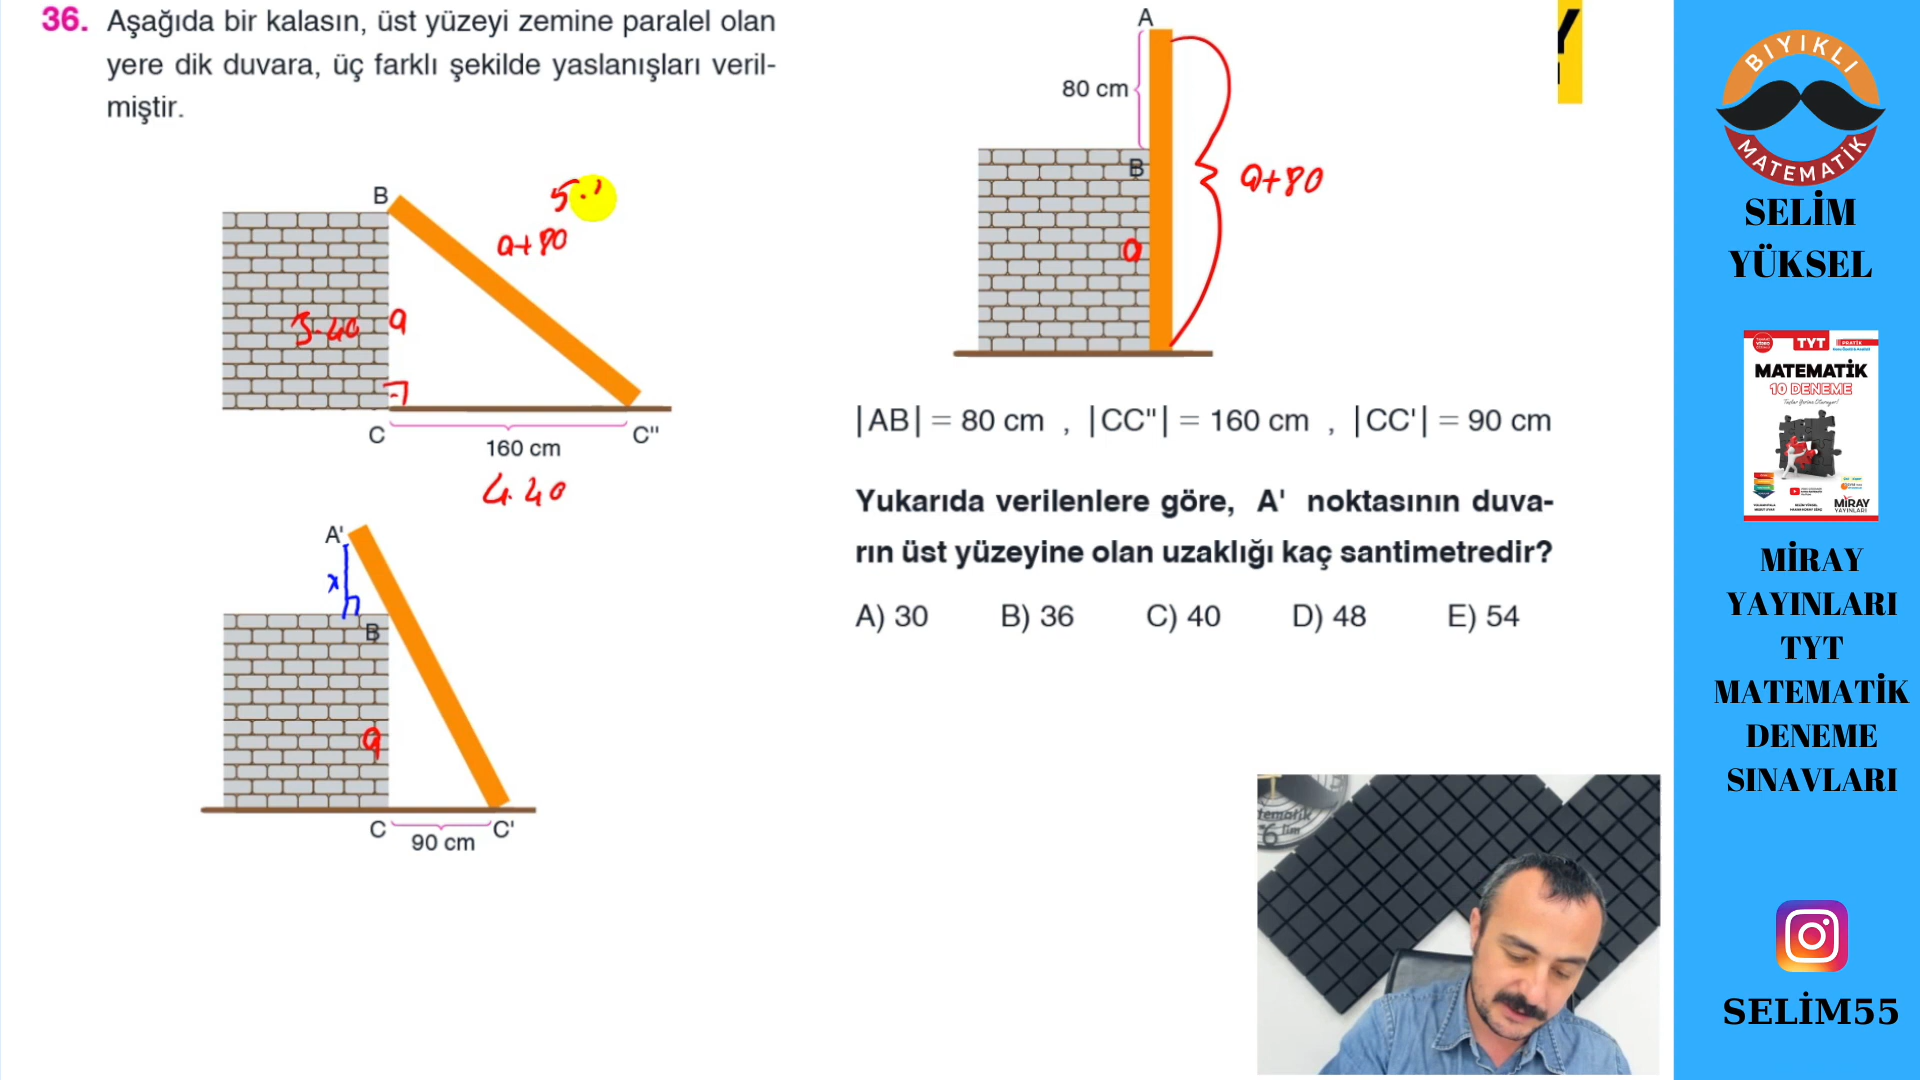 36. Aşağıda bir kalasın, üst yüzeyi zemine paralel olan
yere dik duvara, üç farklı şekilde yaslanışları veril-
miştir.
B
5.
a+80
3.40
a
C
160 cm
C"
4.40
A'
x
B
a
C
90 cm
C'
A
80 cm
B
a
a+80
|AB| = 80 cm , |CC"| = 160 cm , |CC'| = 90 cm
Yukarıda verilenlere göre, A' noktasının duva-
rın üst yüzeyine olan uzaklığı kaç santimetredir?
A) 30 B) 36 C) 40 D) 48 E) 54
BIYIKLI
MATEMATİK
SELİM
YÜKSEL
TYT
PRATİK
MATEMATİK
10 DENEME
MİRAY
YAYINLARI
MİRAY
YAYINLARI
TYT
MATEMATİK
DENEME
SINAVLARI
SELİM55